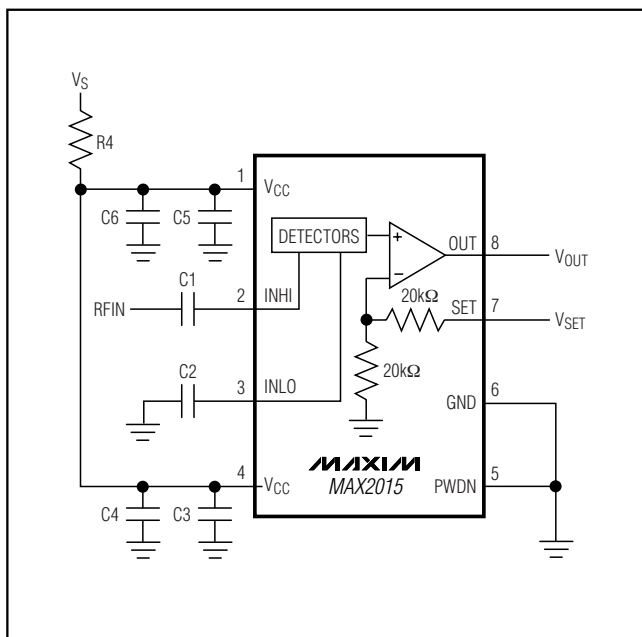 VS
R4
1
VCC
C6
C5
DETECTORS
+
−
OUT
8
VOUT
C1
RFIN
2
INHI
20kΩ
SET
7
VSET
20kΩ
C2
3
INLO
6
GND
MAXIM
MAX2015
4
VCC
5
PWDN
C4
C3